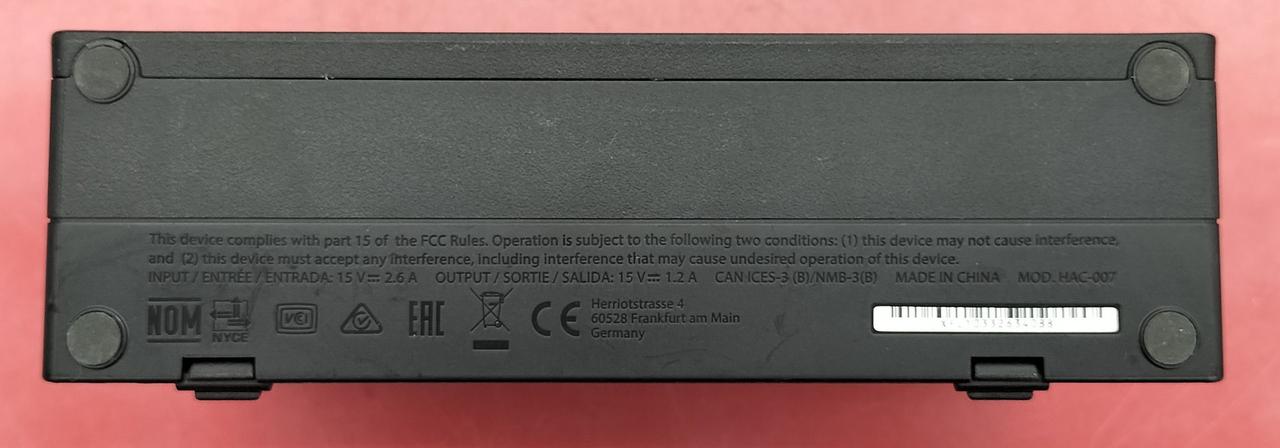 This device complies with part 15 of the FCC Rules. Operation is subject to the following two conditions: (1) this device may not cause interference,
and (2) this device must accept any interference, including interference that may cause undesired operation of this device.
INPUT / ENTRÉE / ENTRADA: 15 V⎓ 2.6 A OUTPUT / SORTIE / SALIDA: 15 V⎓ 1.2 A CAN ICES-3 (B)/NMB-3(B) MADE IN CHINA MOD. HAC-007
NOM
NYCE
VCI
EAC
CE
Herriotstrasse 4
60528 Frankfurt am Main
Germany